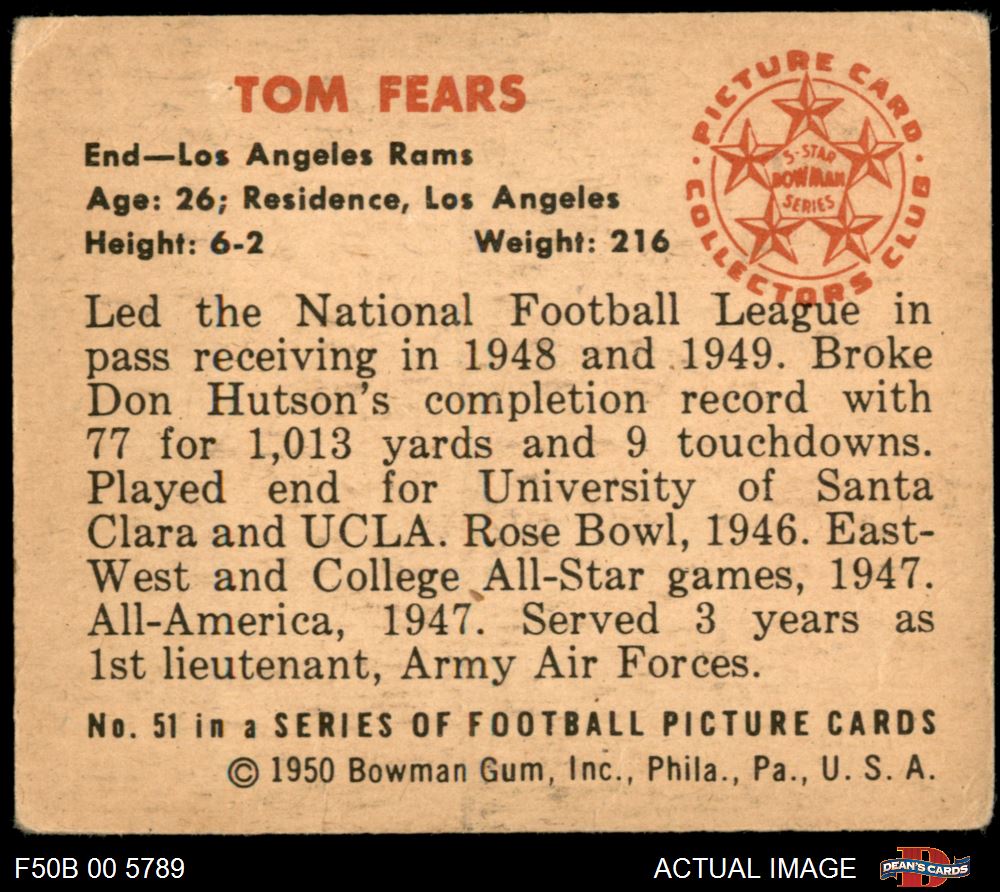 TOM FEARS
End—Los Angeles Rams
Age: 26; Residence, Los Angeles
Height: 6-2 Weight: 216
PICTURE CARD
COLLECTORS CLUB
5-STAR
BOWMAN
SERIES
Led the National Football League in
pass receiving in 1948 and 1949. Broke
Don Hutson's completion record with
77 for 1,013 yards and 9 touchdowns.
Played end for University of Santa
Clara and UCLA. Rose Bowl, 1946. East-
West and College All-Star games, 1947.
All-America, 1947. Served 3 years as
1st lieutenant, Army Air Forces.
No. 51 in a SERIES OF FOOTBALL PICTURE CARDS
© 1950 Bowman Gum, Inc., Phila., Pa., U. S. A.
F50B 00 5789 ACTUAL IMAGE DEAN'S CARDS